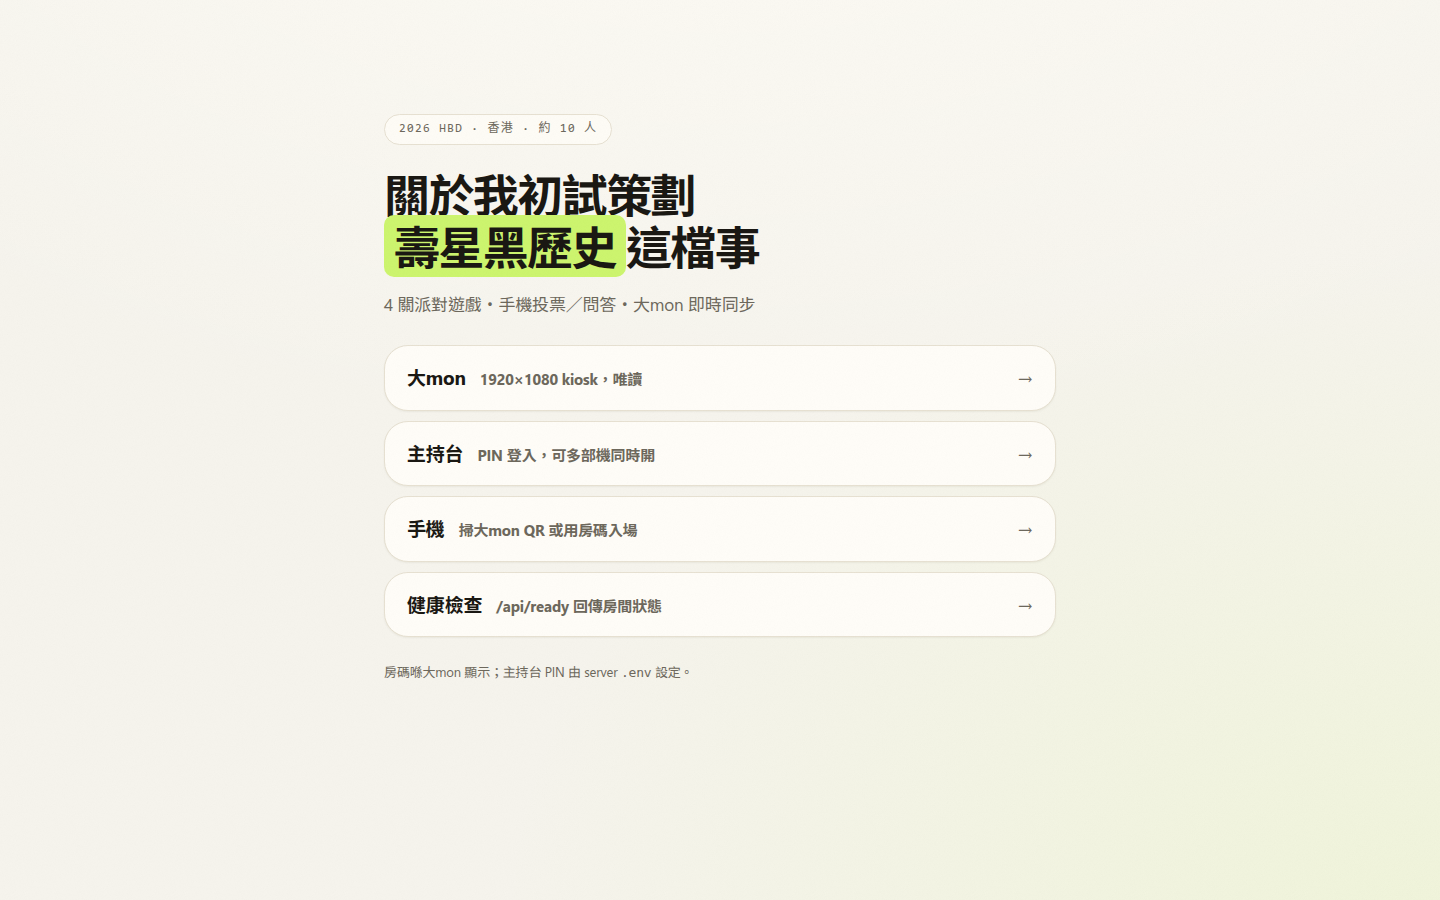 2026 HBD · 香港 · 約 10 人
關於我初試策劃
壽星黑歷史這檔事
4 關派對遊戲・手機投票／問答・大mon 即時同步
大mon 1920×1080 kiosk，唯讀 →
主持台 PIN 登入，可多部機同時開 →
手機 掃大mon QR 或用房碼入場 →
健康檢查 /api/ready 回傳房間狀態 →
房碼喺大mon 顯示；主持台 PIN 由 server .env 設定。